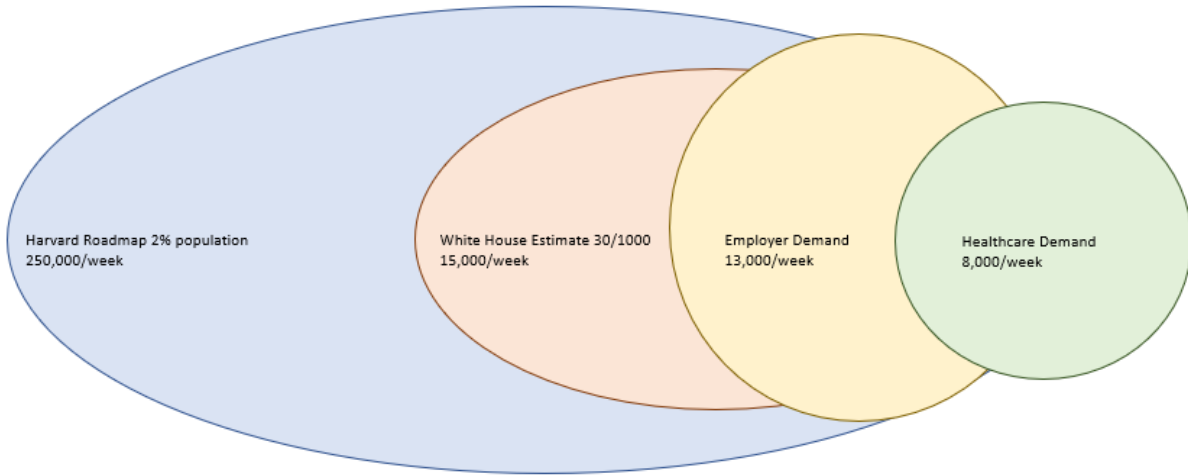 Harvard Roadmap 2% population
250,000/week
White House Estimate 30/1000
15,000/week
Employer Demand
13,000/week
Healthcare Demand
8,000/week